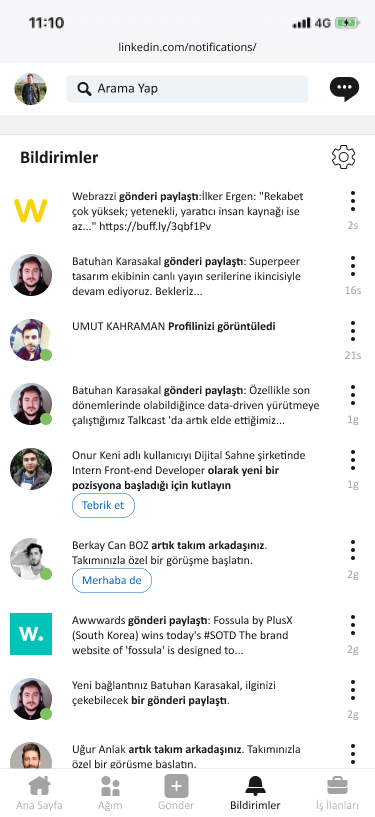 11:10
4G
linkedin.com/notifications/
Arama Yap
Bildirimler
W
Webrazzi gönderi paylaştı:İlker Ergen: "Rekabet
çok yüksek; yetenekli, yaratıcı insan kaynağı ise
az..." https://buff.ly/3qbf1Pv
2s
Batuhan Karasakal gönderi paylaştı: Superpeer
tasarım ekibinin canlı yayın serilerine ikincisiyle
devam ediyoruz. Bekleriz...
16s
UMUT KAHRAMAN Profilinizi görüntüledi
21s
Batuhan Karasakal gönderi paylaştı: Özellikle son
dönemlerinde olabildiğince data-driven yürütmeye
çalıştığımız Talkcast 'da artık elde ettiğimiz...
1g
Onur Keni adlı kullanıcıyı Dijital Sahne şirketinde
Intern Front-end Developer olarak yeni bir
pozisyona başladığı için kutlayın
1g
Tebrik et
Berkay Can BOZ artık takım arkadaşınız.
Takımınızla özel bir görüşme başlatın.
2g
Merhaba de
w.
Awwwards gönderi paylaştı: Fossula by PlusX
(South Korea) wins today's #SOTD The brand
website of 'fossula' is designed to...
2g
Yeni bağlantınız Batuhan Karasakal, ilginizi
çekebilecek bir gönderi paylaştı.
2g
Uğur Anlak artık takım arkadaşınız. Takımınızla
özel bir görüşme başlatın.
Ana Sayfa
Ağım
Gönder
Bildirimler
İş İlanları